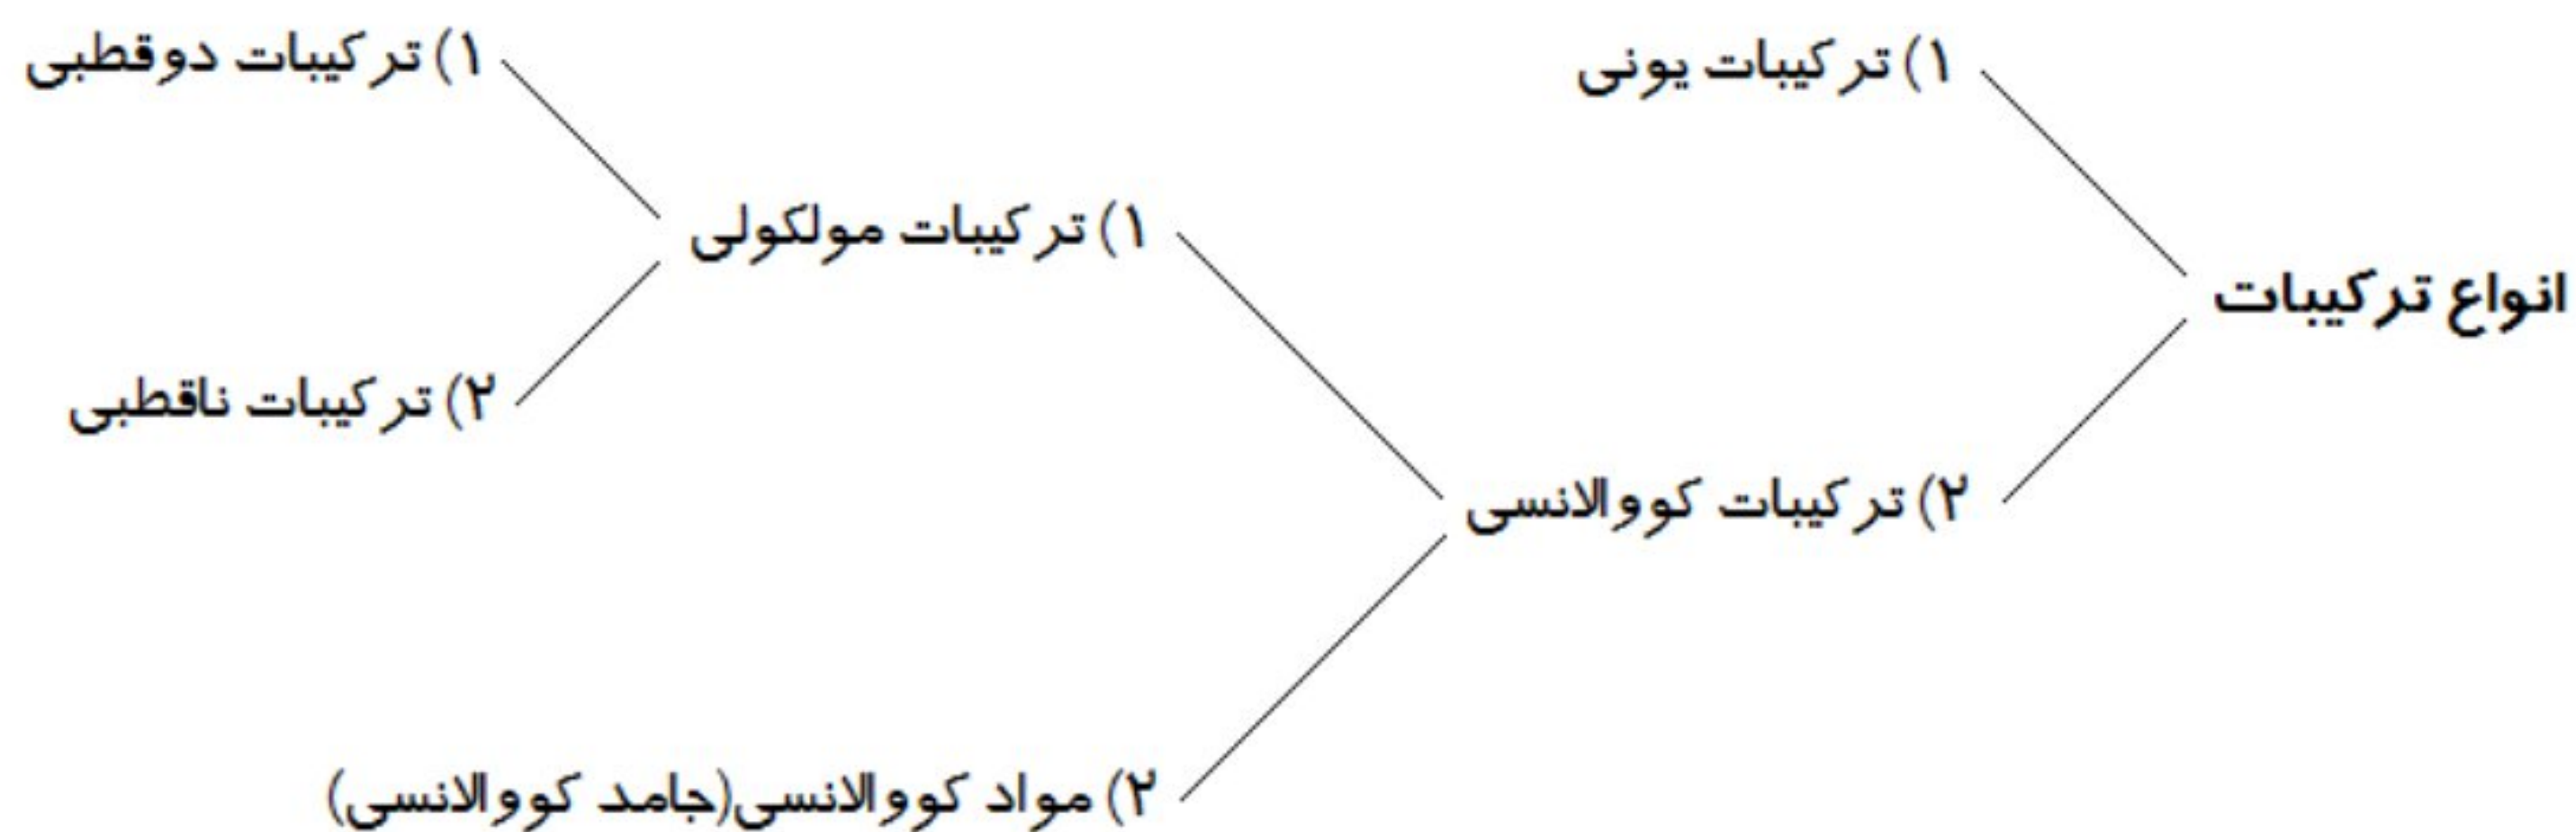 انواع ترکیبات
۱) ترکیبات یونی
۲) ترکیبات کووالانسی
۱) ترکیبات مولکولی
۲) مواد کووالانسی(جامد کووالانسی)
۱) ترکیبات دوقطبی
۲) ترکیبات ناقطبی